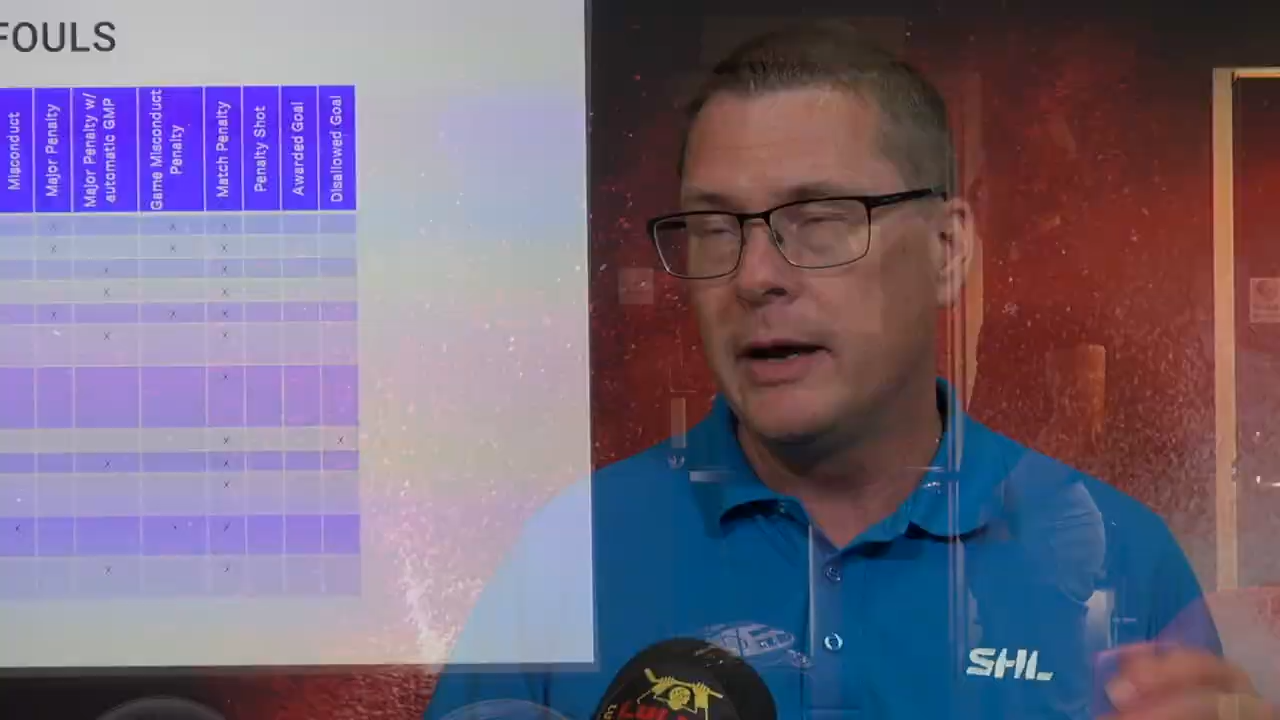 FOULS
Misconduct
Major Penalty
Major Penalty w/
automatic GMP
Game Misconduct
Penalty
Match Penalty
Penalty Shot
Awarded Goal
Disallowed Goal
x x x
x x x
x x
x x
x x x
x x
x
x x
x x
x
x x x
x x
SHL